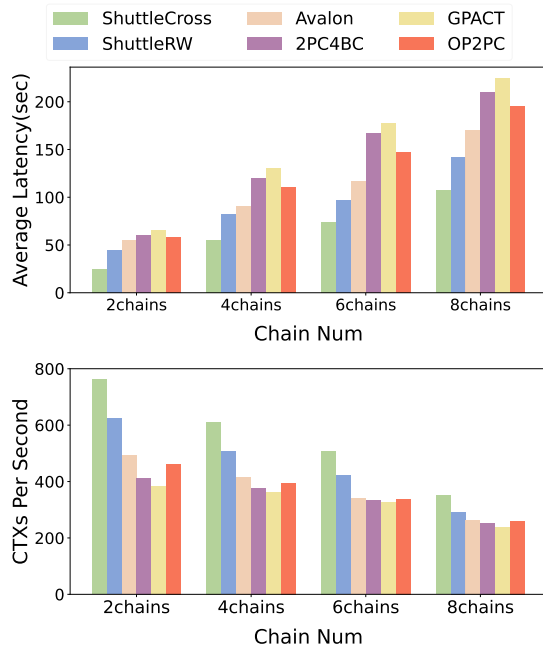 ShuttleCross Avalon GPACT
ShuttleRW 2PC4BC OP2PC
Average Latency(sec)
200
150
100
50
0
2chains 4chains 6chains 8chains
Chain Num
CTXs Per Second
800
600
400
200
0
2chains 4chains 6chains 8chains
Chain Num